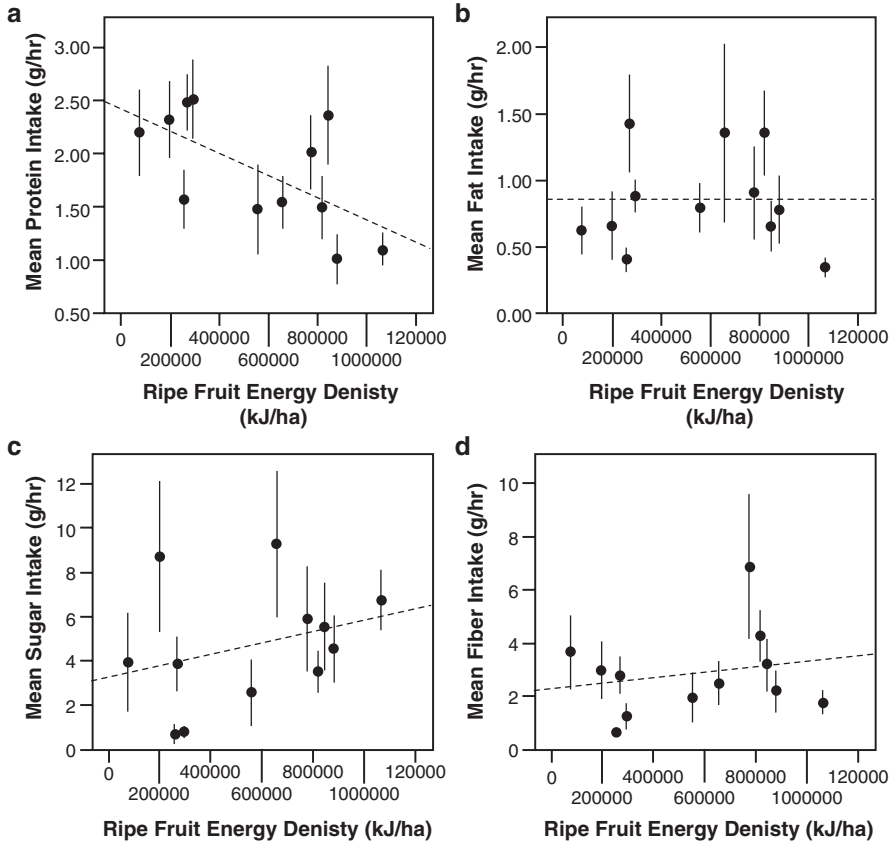 a
Mean Protein Intake (g/hr)
3.00
2.50
2.00
1.50
1.00
0.50
0 400000 800000 120000
200000 600000 1000000
Ripe Fruit Energy Denisty
(kJ/ha)
b
Mean Fat Intake (g/hr)
2.00
1.50
1.00
0.50
0.00
0 400000 800000 120000
200000 600000 1000000
Ripe Fruit Energy Denisty
(kJ/ha)
c
Mean Sugar Intake (g/hr)
12
10
8
6
4
2
0
0 400000 800000 120000
200000 600000 1000000
Ripe Fruit Energy Denisty (kJ/ha)
d
Mean Fiber Intake (g/hr)
10
8
6
4
2
0
0 400000 800000 120000
200000 600000 1000000
Ripe Fruit Energy Denisty (kJ/ha)